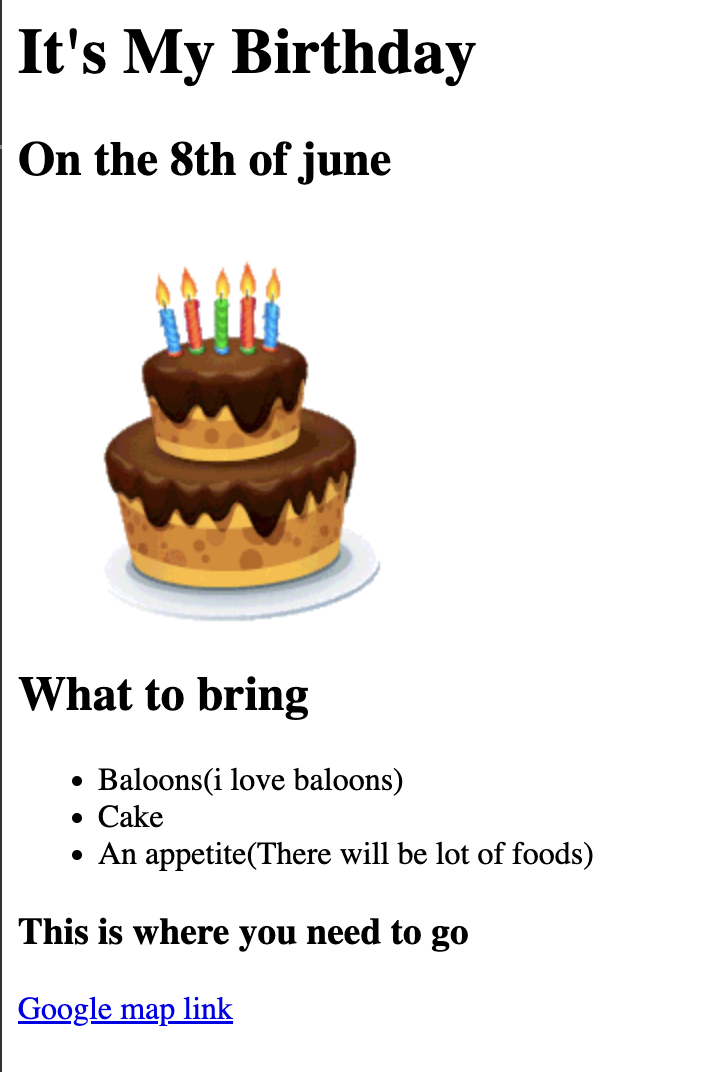 It's My Birthday
On the 8th of june
What to bring
Baloons(i love baloons)
Cake
An appetite(There will be lot of foods)
This is where you need to go
Google map link